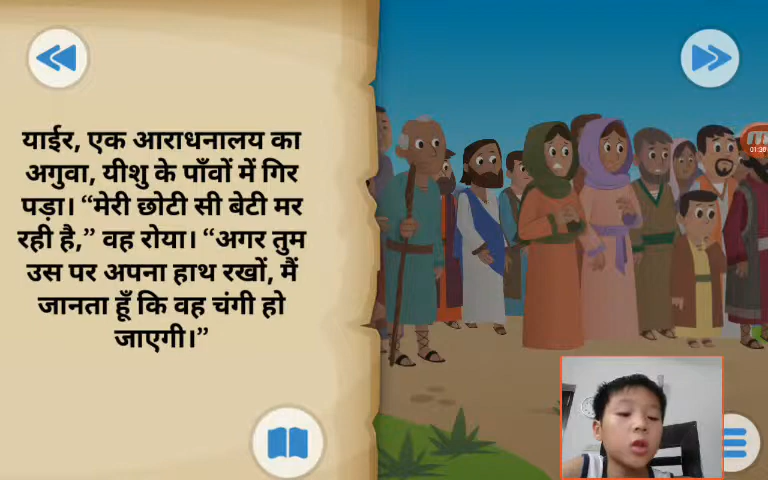 याईर, एक आराधनालय का
अगुवा, यीशु के पाँवों में गिर
पड़ा। “मेरी छोटी सी बेटी मर
रही है,” वह रोया। “अगर तुम
उस पर अपना हाथ रखों, मैं
जानता हूँ कि वह चंगी हो
जाएगी।”